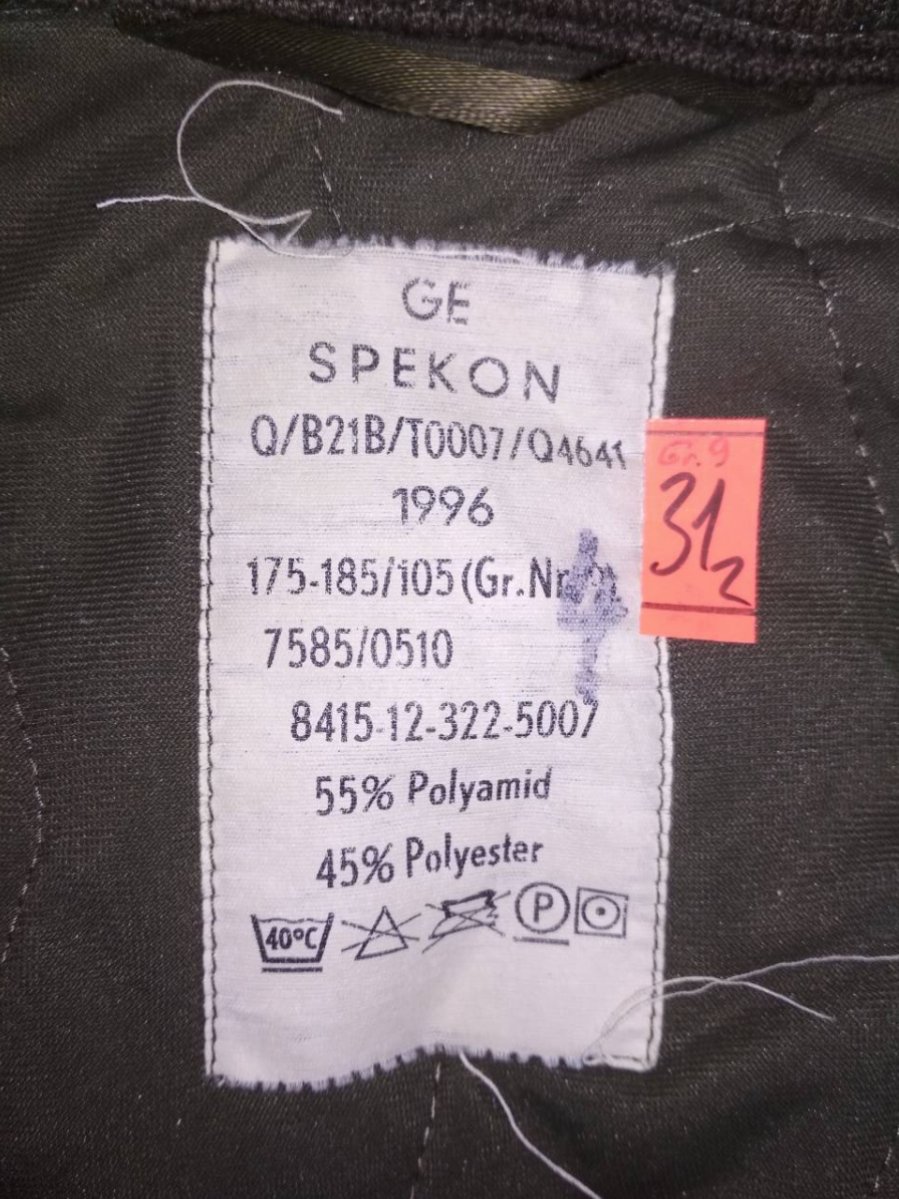 GE
SPEKON
Q/B21B/T0007/Q4641
1996
175-185/105 (Gr.Nr.
7585/0510
8415-12-322-5007
55% Polyamid
45% Polyester
40°C P
Gr. 9
31